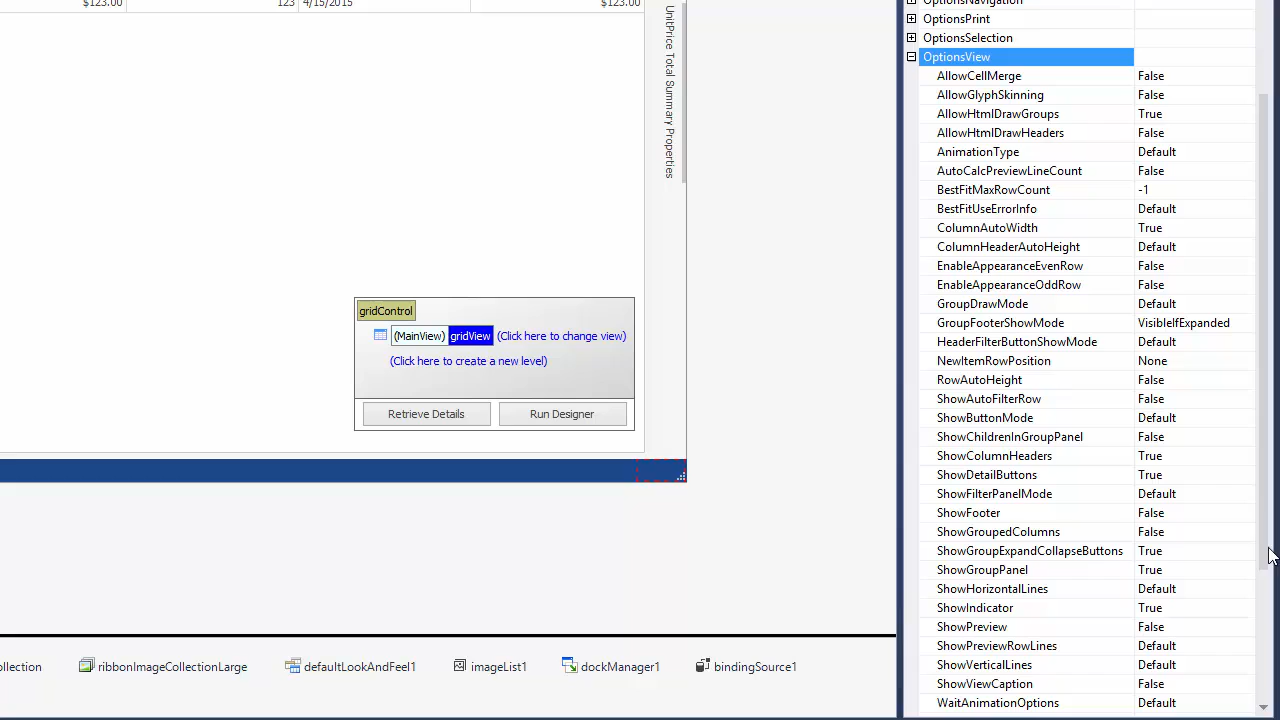 $123.00 123 4/15/2015 $123.00
UnitPrice Total Summary Properties
gridControl
(MainView) gridView (Click here to change view)
(Click here to create a new level)
Retrieve Details Run Designer
ollection ribbonImageCollectionLarge defaultLookAndFeel1 imageList1 dockManager1 bindingSource1
OptionsNavigation
OptionsPrint
OptionsSelection
OptionsView
AllowCellMerge False
AllowGlyphSkinning False
AllowHtmlDrawGroups True
AllowHtmlDrawHeaders False
AnimationType Default
AutoCalcPreviewLineCount False
BestFitMaxRowCount -1
BestFitUseErrorInfo Default
ColumnAutoWidth True
ColumnHeaderAutoHeight Default
EnableAppearanceEvenRow False
EnableAppearanceOddRow False
GroupDrawMode Default
GroupFooterShowMode VisibleIfExpanded
HeaderFilterButtonShowMode Default
NewItemRowPosition None
RowAutoHeight False
ShowAutoFilterRow False
ShowButtonMode Default
ShowChildrenInGroupPanel False
ShowColumnHeaders True
ShowDetailButtons True
ShowFilterPanelMode Default
ShowFooter False
ShowGroupedColumns False
ShowGroupExpandCollapseButtons True
ShowGroupPanel True
ShowHorizontalLines Default
ShowIndicator True
ShowPreview False
ShowPreviewRowLines Default
ShowVerticalLines Default
ShowViewCaption False
WaitAnimationOptions Default